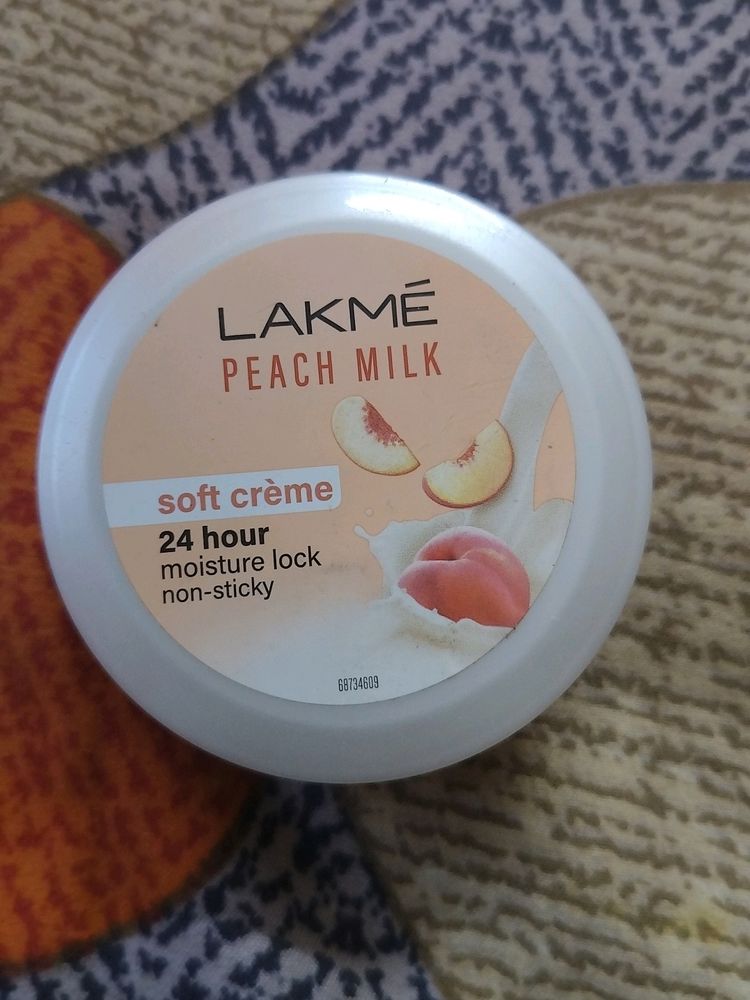 LAKMÉ
PEACH MILK
soft crème
24 hour
moisture lock
non-sticky
68734609